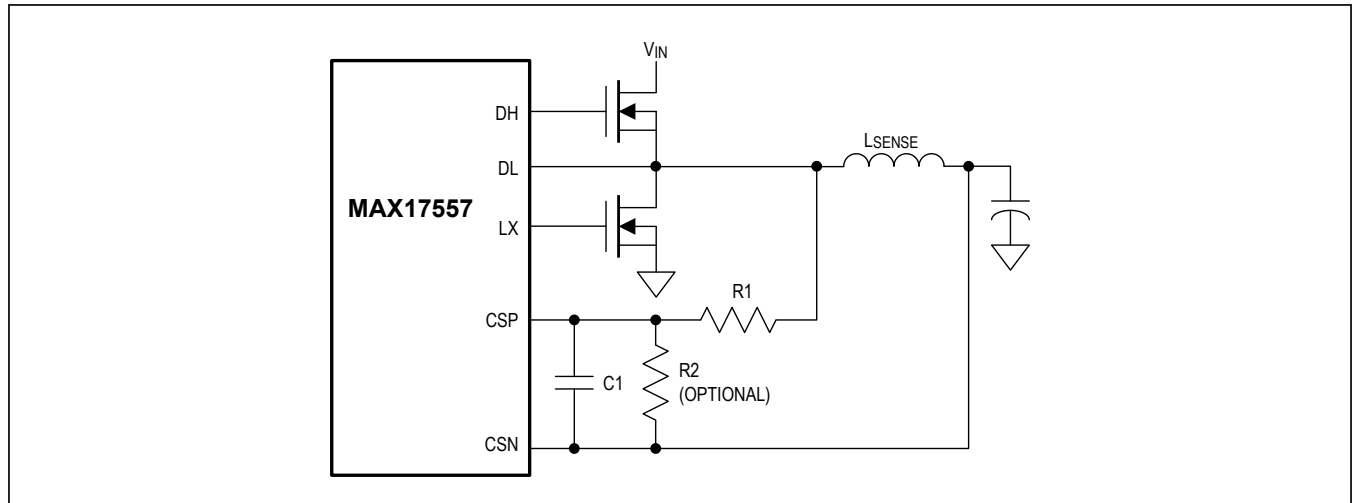 VIN
DH
LSENSE
DL
MAX17557
LX
R1
CSP
R2
(OPTIONAL)
C1
CSN